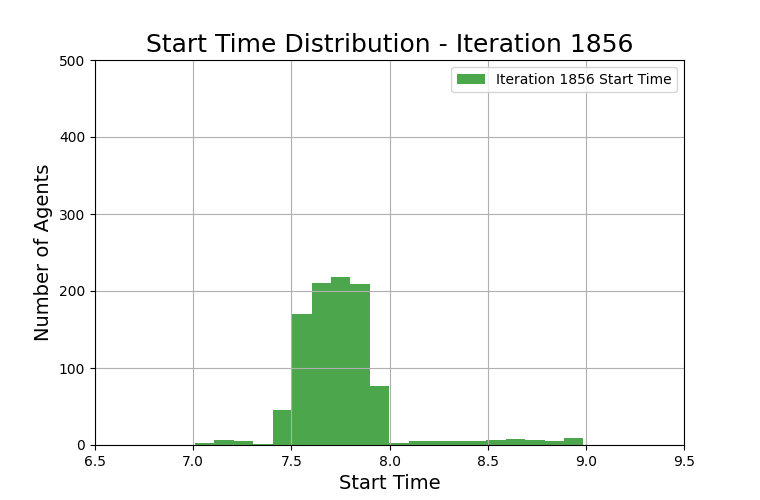 Start Time Distribution - Iteration 1856
Iteration 1856 Start Time
Number of Agents
500
400
300
200
100
0
6.5 7.0 7.5 8.0 8.5 9.0 9.5
Start Time